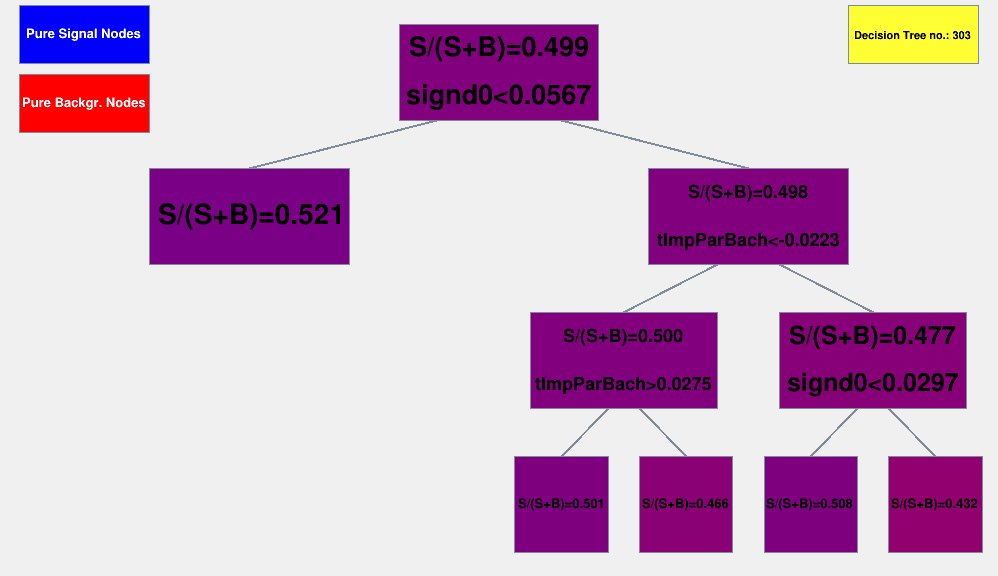 Pure Signal Nodes
Pure Backgr. Nodes
Decision Tree no.: 303
S/(S+B)=0.499
signd0<0.0567
S/(S+B)=0.521
S/(S+B)=0.498
tImpParBach<-0.0223
S/(S+B)=0.500
tImpParBach>0.0275
S/(S+B)=0.477
signd0<0.0297
S/(S+B)=0.501
S/(S+B)=0.466
S/(S+B)=0.508
S/(S+B)=0.432